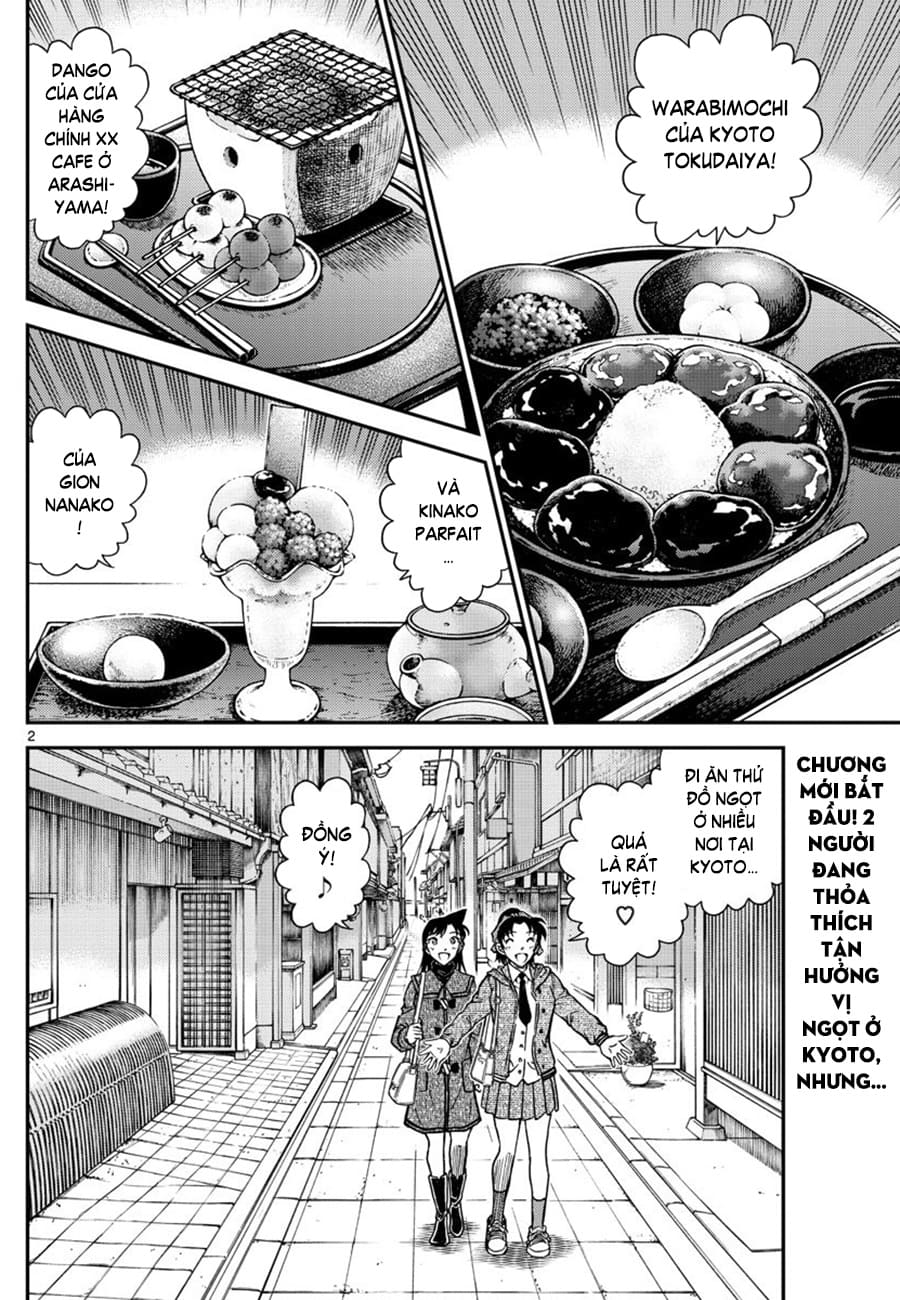 WARABIMOCHI
CỦA KYOTO
TOKUDAIYA!
DANGO
CỦA CỬA
HÀNG
CHÍNH XX
CAFE Ở
ARASHI-
YAMA!
VÀ
KINAKO
PARFAIT
...
CỦA
GION
NANAKO
!
2
ĐI ĂN THỬ
ĐỒ NGỌT
Ở NHIỀU
NƠI TẠI
KYOTO...
QUẢ
LÀ RẤT
TUYỆT!
♡
ĐỒNG
Ý!
♪
CHƯƠNG
MỚI BẮT
ĐẦU! 2
NGƯỜI
ĐANG
THỎA
THÍCH
TẬN
HƯỞNG
VỊ
NGỌT Ở
KYOTO,
NHƯNG...